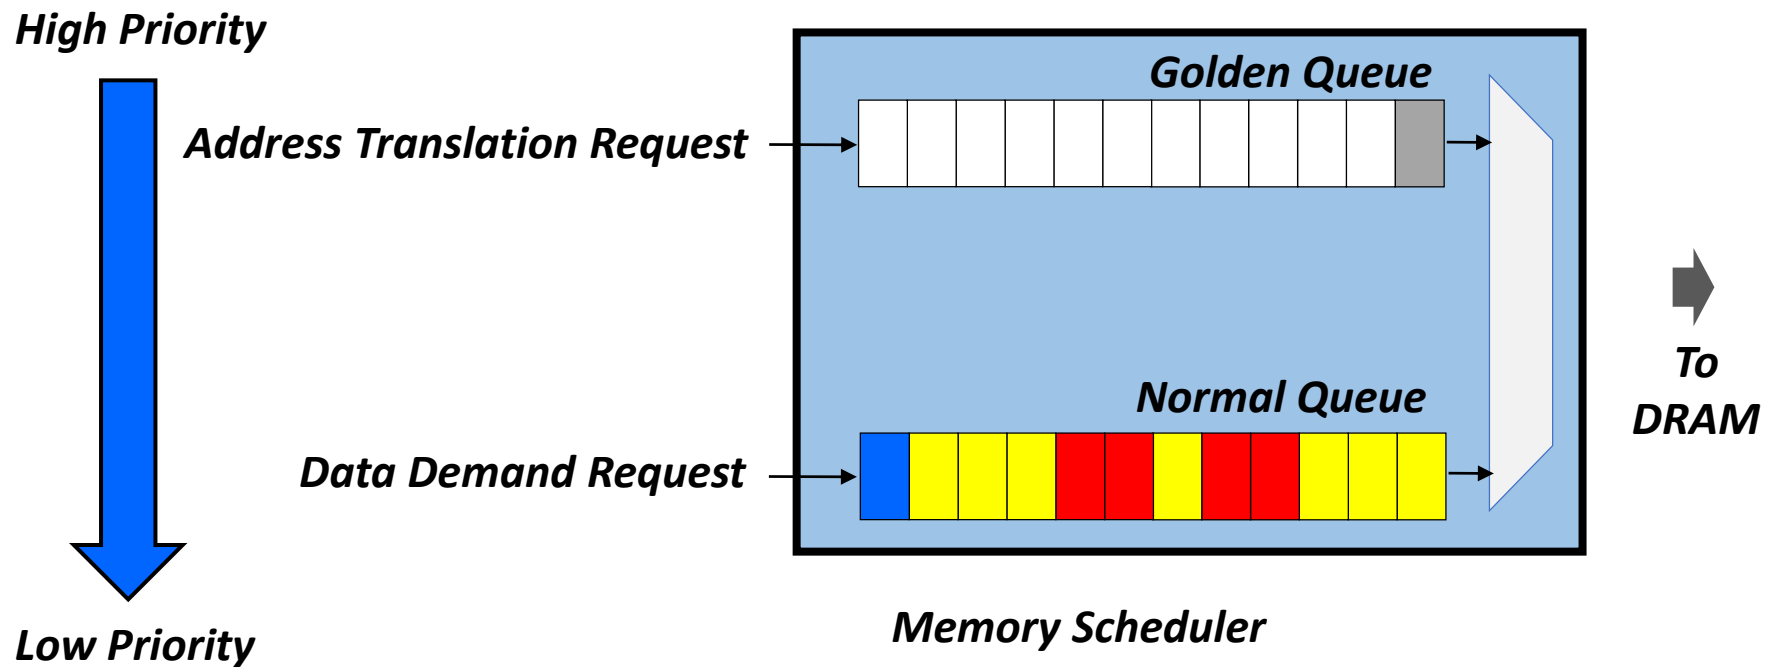 High Priority
Golden Queue
Address Translation Request
To
DRAM
Normal Queue
Data Demand Request
Memory Scheduler
Low Priority